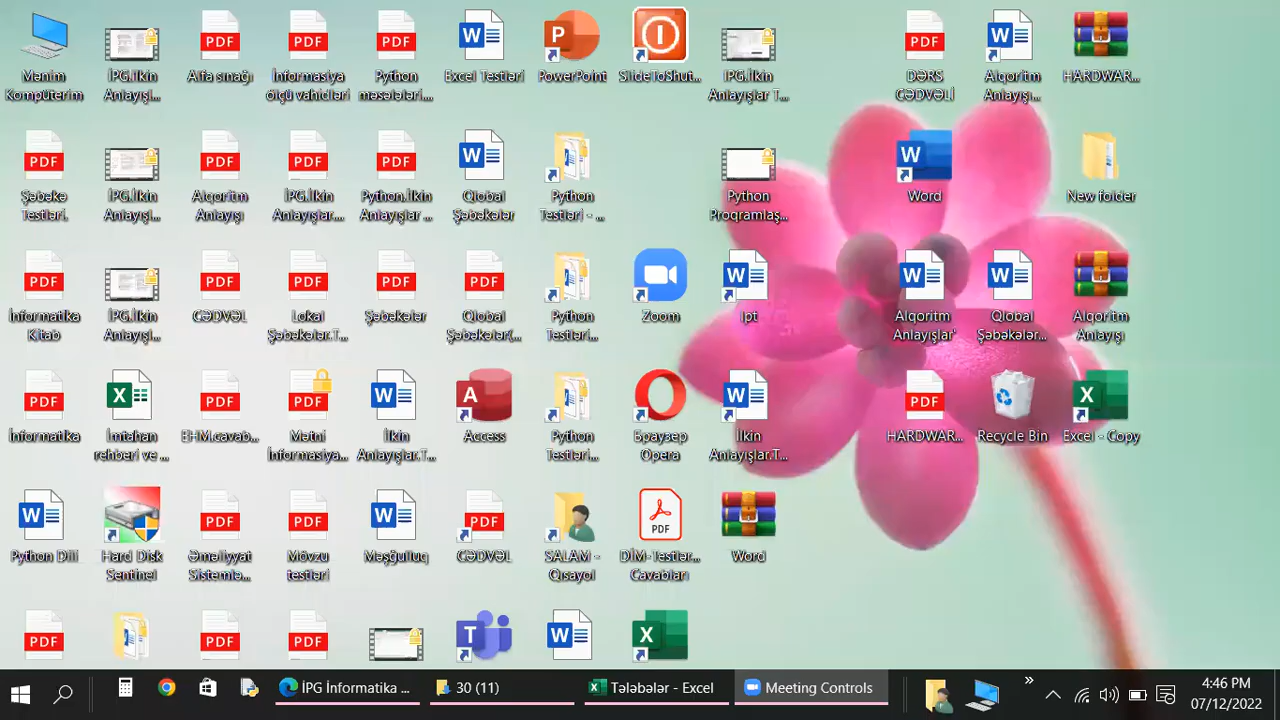 Mənim
Kompüterim
İPG.İlkin
Anlayışl...
Alfa sınağı
İnformasiya
ölçü vahidləri
Python
məsələləri....
Excel Testləri
PowerPoint
SlideToShut...
IPG.İlkin
Anlayışlar T...
DƏRS
CƏDVƏLİ
Alqoritm
Anlayışı...
HARDWAR...
Şəbəkə
Testləri.
İPG.İlkin
Anlayışl...
Alqoritm
Anlayışı
İPG.İlkin
Anlayışlar....
Python.İlkin
Anlayışlar ...
Qlobal
Şəbəkələr
Python
Testləri - ...
Python
Proqramlaş...
Word
New folder
İnformatika
Kitab
İPG.İlkin
Anlayışl...
CƏDVƏL
Lokal
Şəbəkələr.T...
Şəbəkələr
Qlobal
Şəbəkələr(...
Python
Testləri...
Zoom
ipt
Alqoritm
Anlayışlar'
Qlobal
Şəbəkələr...
Alqoritm
Anlayışı
İnformatika
İmtahan
rəhbəri və ...
EHM.cavab...
Mətni
İnformasiya...
İlkin
Anlayışlar.T...
Access
Python
Testləri...
Браузер
Opera
İlkin
Anlayışlar.T...
HARDWAR...
Recycle Bin
Excel - Copy
Python Dili
Hard Disk
Sentinel
Əməliyyat
Sistemlə...
Mövzu
testləri
Məşğulluq
CƏDVƏL
SALAM -
Qısayol
DİM-Testlər...
Cavabları
Word
İPG İnformatika ...
30 (11)
Tələbələr - Excel
Meeting Controls
4:46 PM
07/12/2022